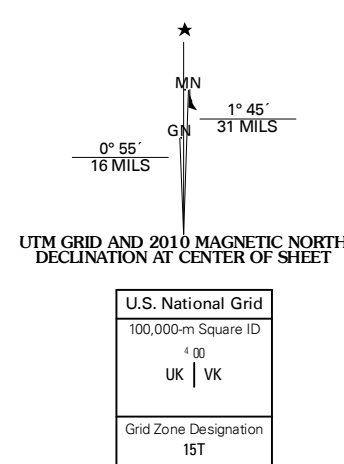 ★
MN
1° 45´
31 MILS
GN
0° 55´
16 MILS
UTM GRID AND 2010 MAGNETIC NORTH
DECLINATION AT CENTER OF SHEET
U.S. National Grid
100,000-m Square ID
4 00
UK | VK
Grid Zone Designation
15T